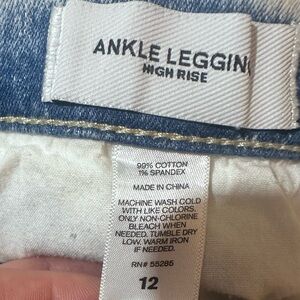 ANKLE LEGGIN
HIGH RISE
99% COTTON
1% SPANDEX
MADE IN CHINA
MACHINE WASH COLD
WITH LIKE COLORS.
ONLY NON-CHLORINE
BLEACH WHEN
NEEDED. TUMBLE DRY
LOW. WARM IRON
IF NEEDED.
RN# 55285
12